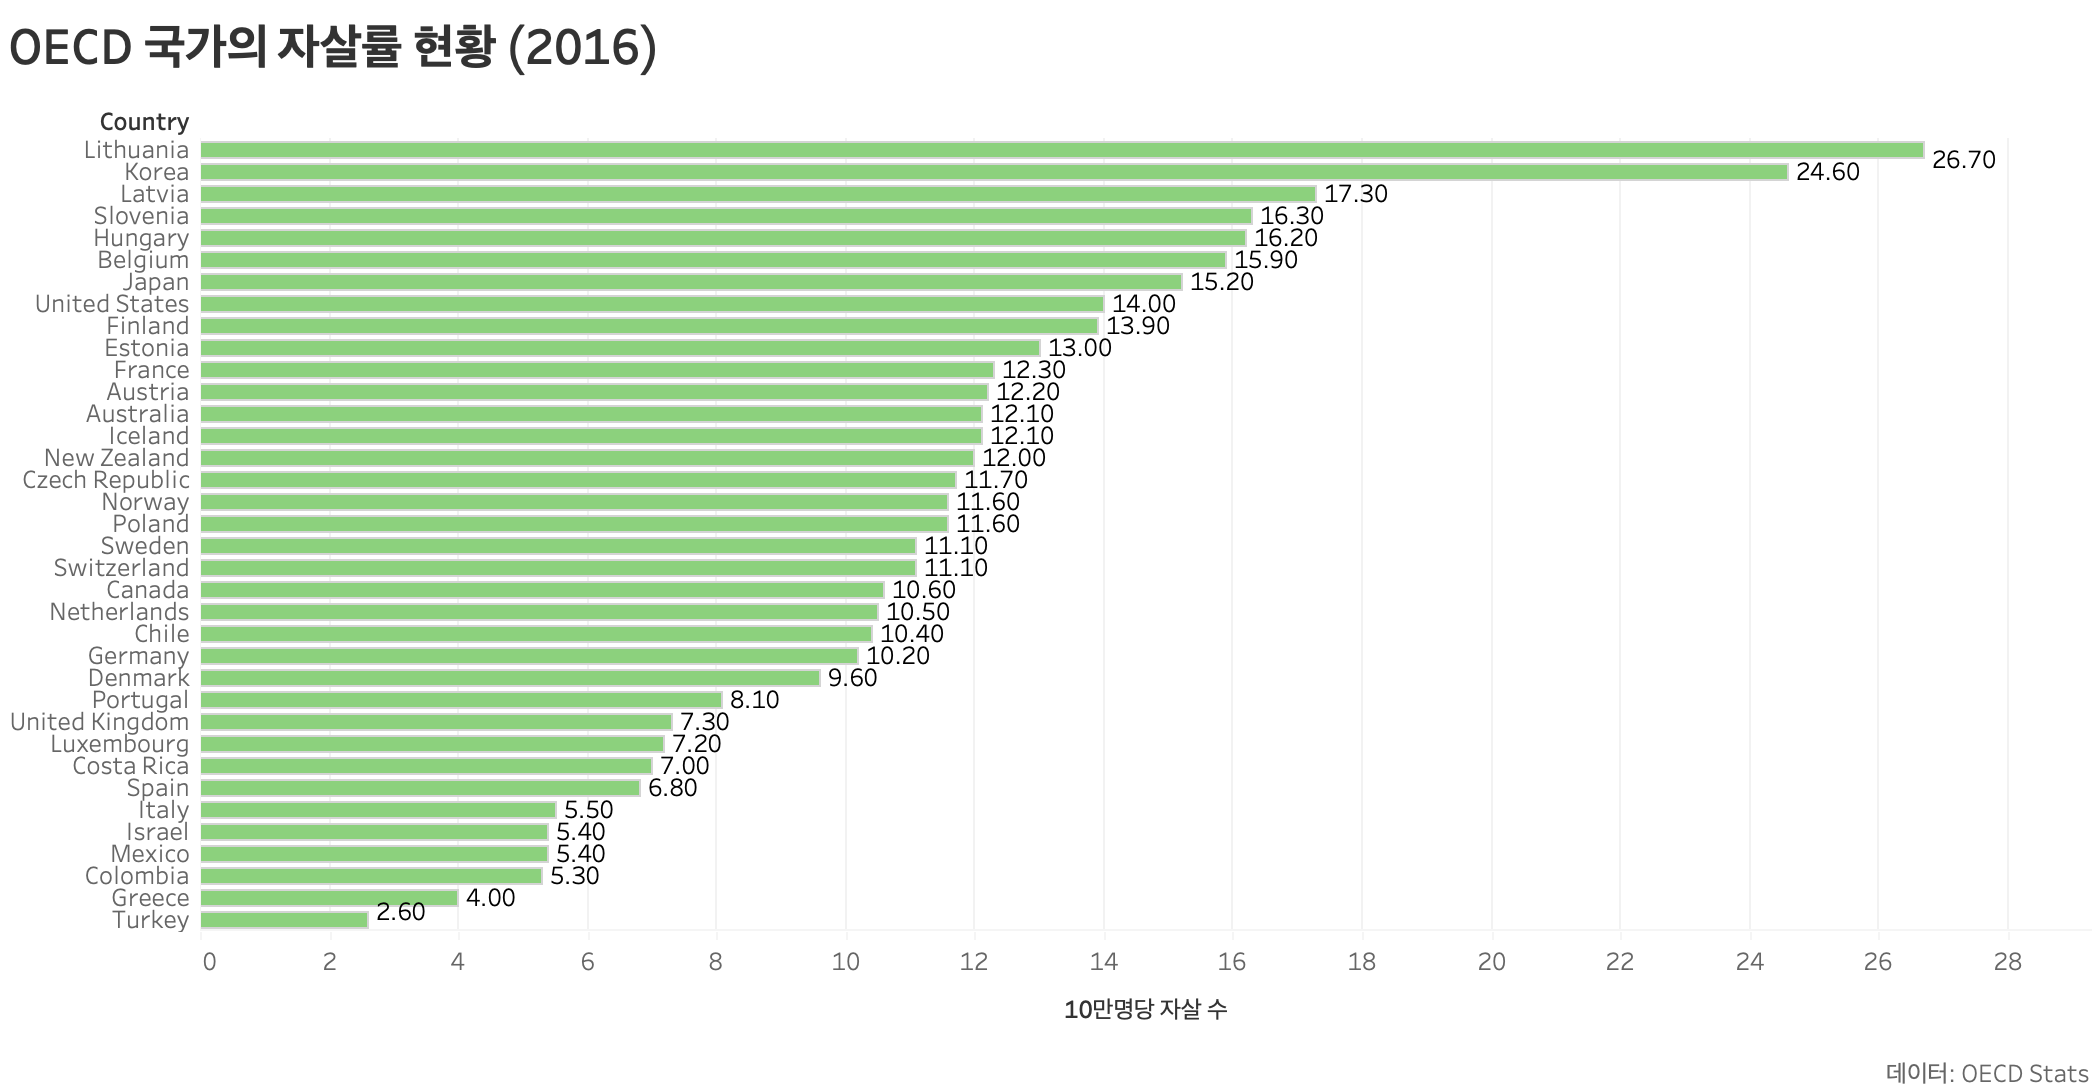 OECD 국가의 자살률 현황 (2016)
Country
Lithuania 26.70
Korea 24.60
Latvia 17.30
Slovenia 16.30
Hungary 16.20
Belgium 15.90
Japan 15.20
United States 14.00
Finland 13.90
Estonia 13.00
France 12.30
Austria 12.20
Australia 12.10
Iceland 12.10
New Zealand 12.00
Czech Republic 11.70
Norway 11.60
Poland 11.60
Sweden 11.10
Switzerland 11.10
Canada 10.60
Netherlands 10.50
Chile 10.40
Germany 10.20
Denmark 9.60
Portugal 8.10
United Kingdom 7.30
Luxembourg 7.20
Costa Rica 7.00
Spain 6.80
Italy 5.50
Israel 5.40
Mexico 5.40
Colombia 5.30
Greece 4.00
Turkey 2.60
0 2 4 6 8 10 12 14 16 18 20 22 24 26 28
10만명당 자살 수
데이터: OECD Stats